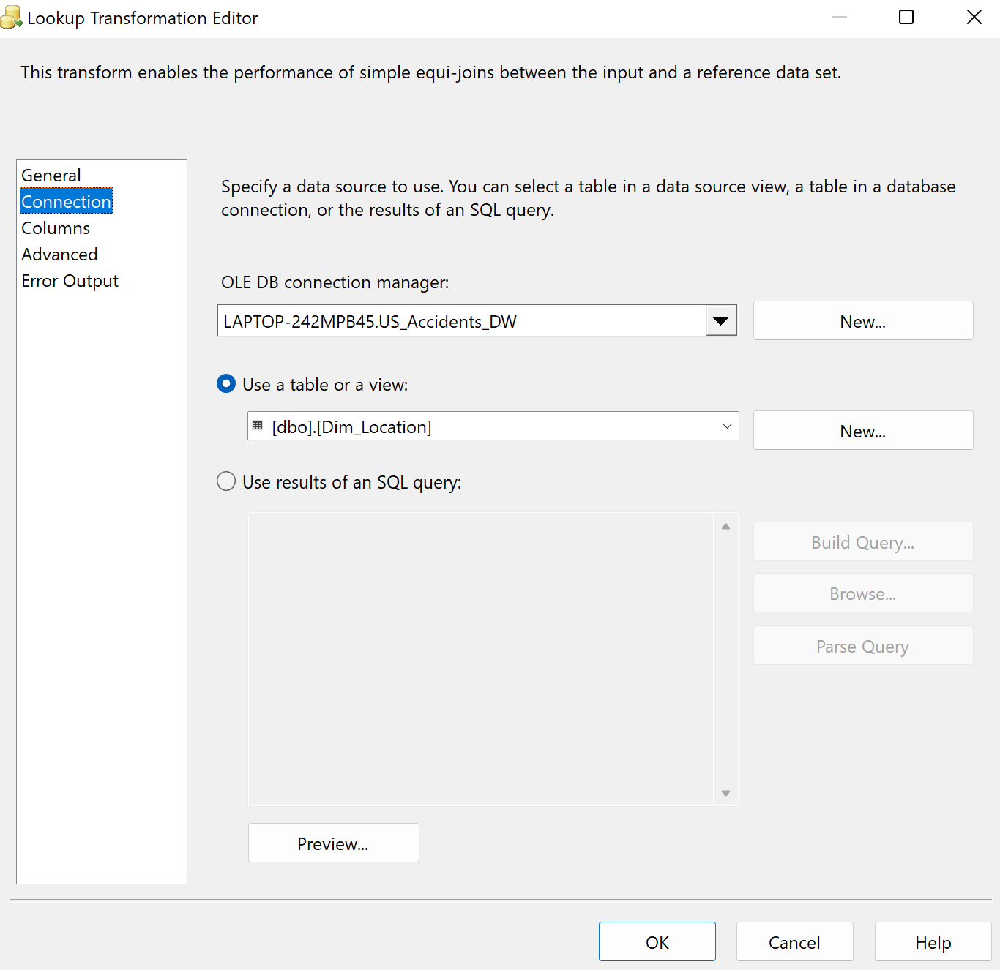 Lookup Transformation Editor
This transform enables the performance of simple equi-joins between the input and a reference data set.
General
Connection
Columns
Advanced
Error Output
Specify a data source to use. You can select a table in a data source view, a table in a database
connection, or the results of an SQL query.
OLE DB connection manager:
LAPTOP-242MPB45.US_Accidents_DW
New...
Use a table or a view:
[dbo].[Dim_Location]
New...
Use results of an SQL query:
Build Query...
Browse...
Parse Query
Preview...
OK
Cancel
Help